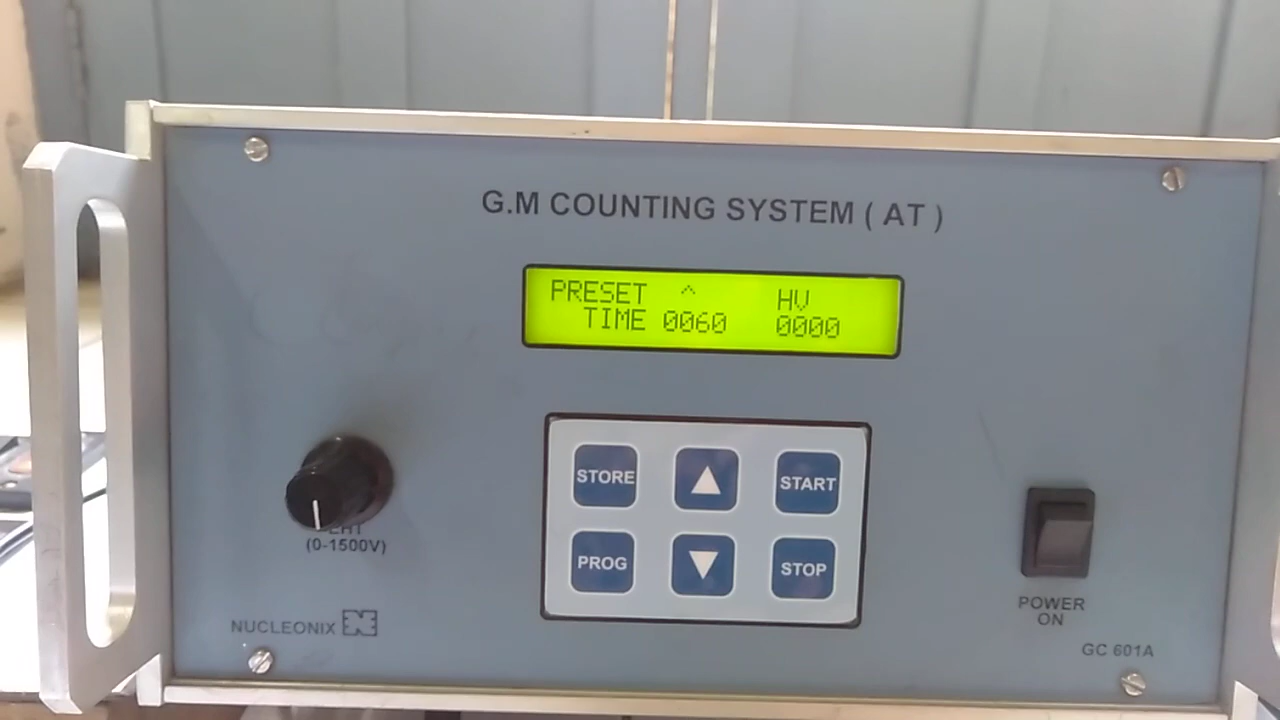 G.M COUNTING SYSTEM ( AT )
PRESET ^ HV
TIME 0060 0000
STORE ▲ START
PROG ▼ STOP
EHT
(0-1500V)
POWER
ON
NUCLEONIX
GC 601A